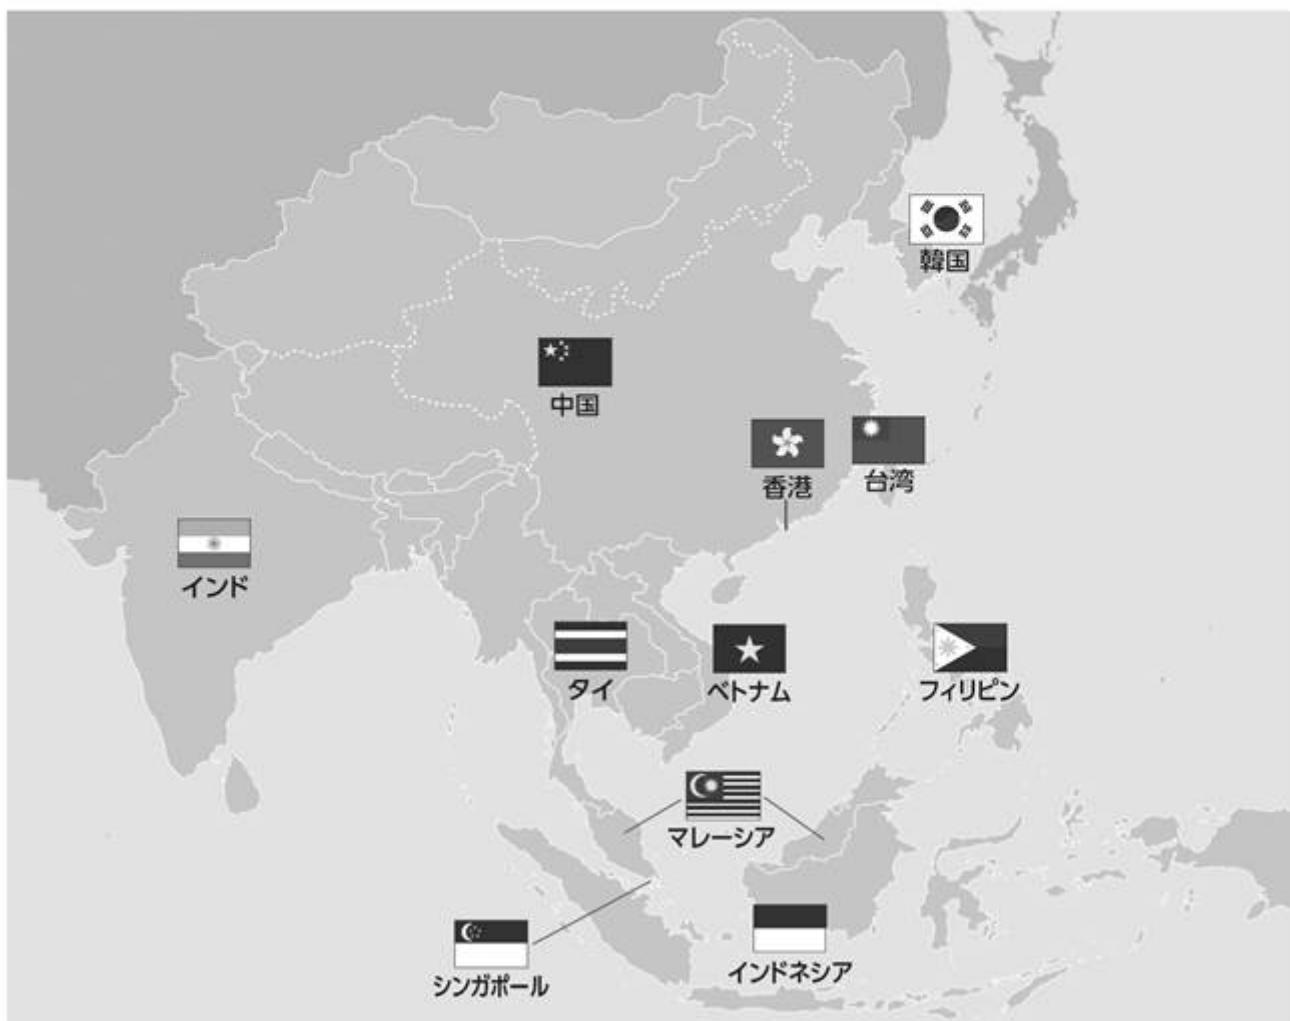 韓国
中国
香港
台湾
インド
タイ
ベトナム
フィリピン
マレーシア
シンガポール
インドネシア